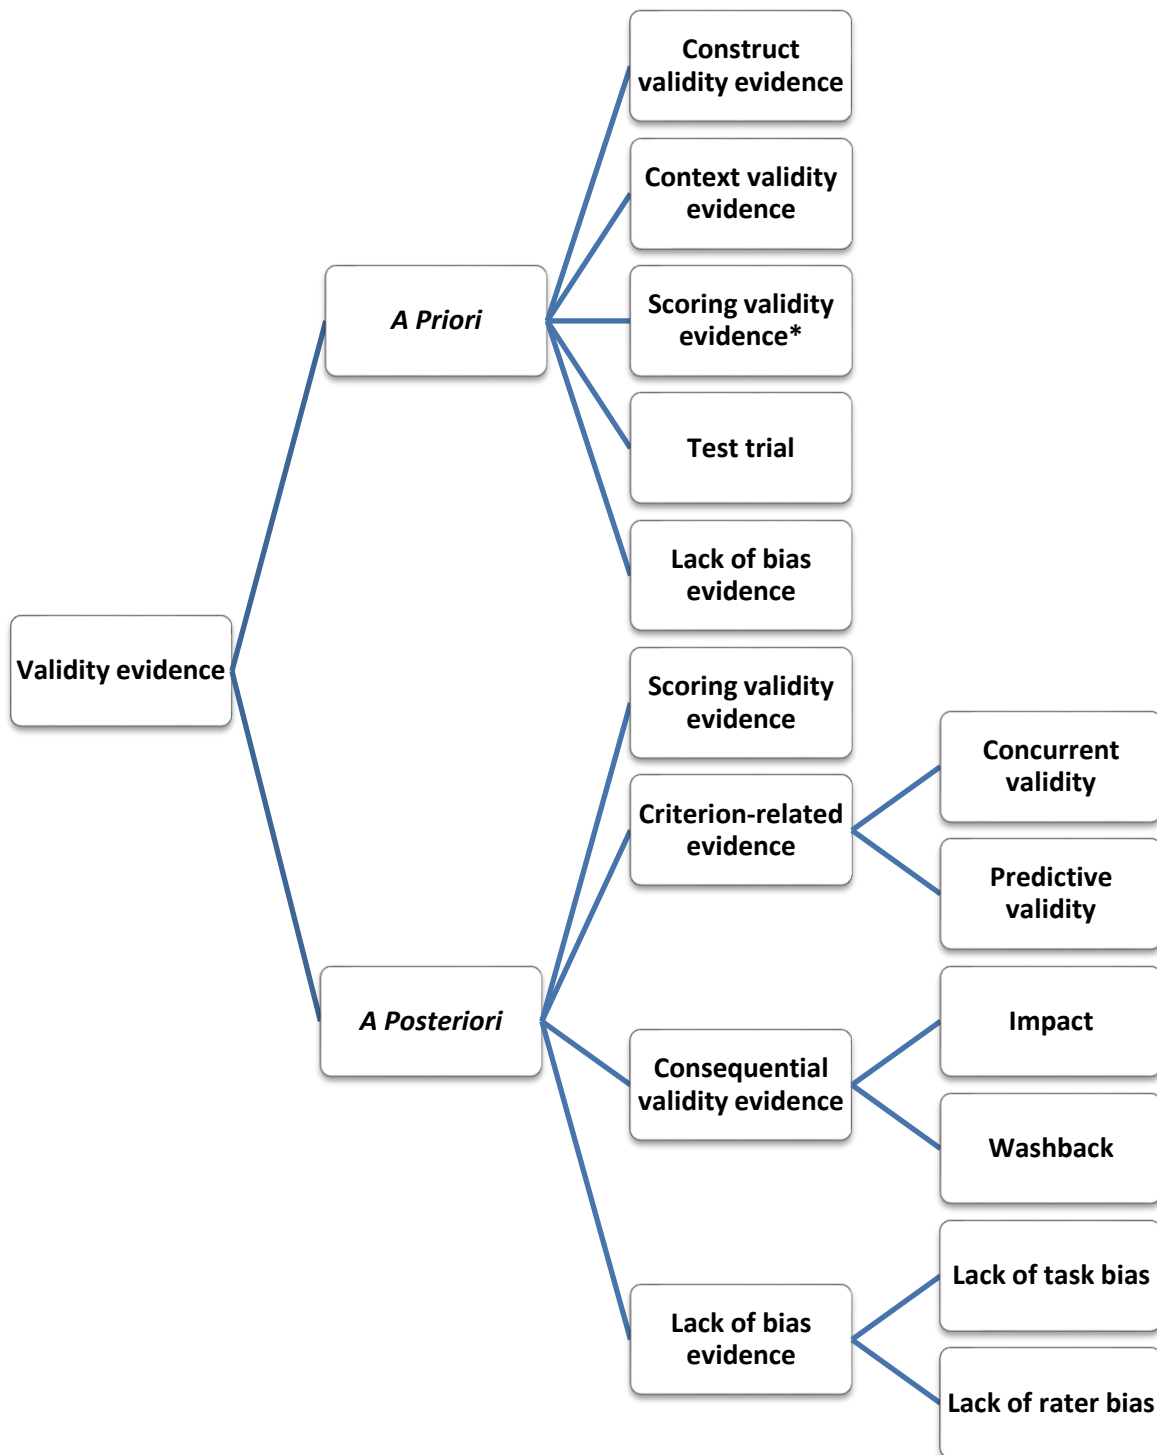 Construct
validity evidence
Context validity
evidence
A Priori
Scoring validity
evidence*
Test trial
Lack of bias
evidence
Validity evidence
Scoring validity
evidence
Concurrent
validity
Criterion-related
evidence
Predictive
validity
A Posteriori
Impact
Consequential
validity evidence
Washback
Lack of task bias
Lack of bias
evidence
Lack of rater bias